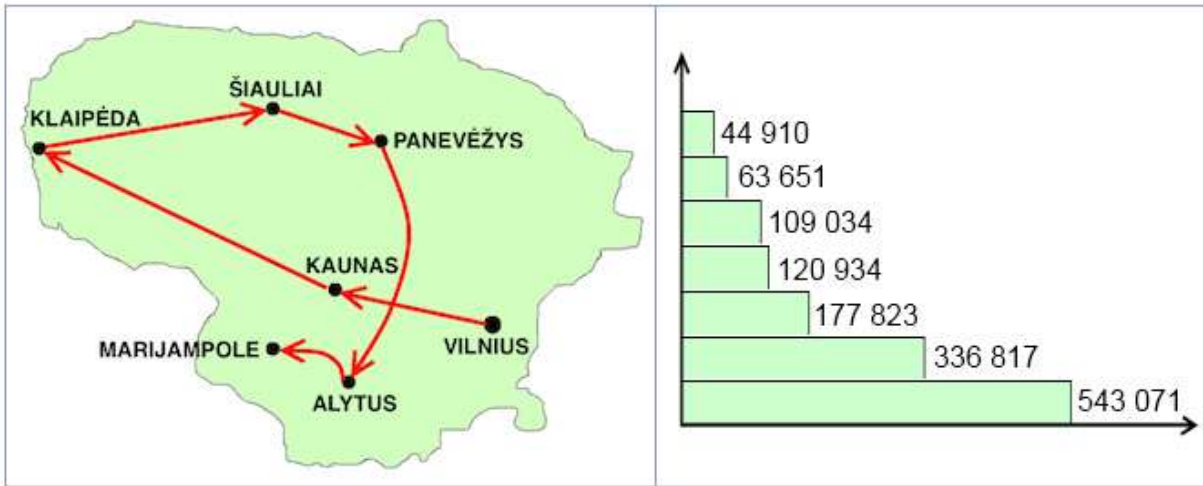 ŠIAULIAI
KLAIPĖDA
PANEVĖŽYS
KAUNAS
MARIJAMPOLE
VILNIUS
ALYTUS
44 910
63 651
109 034
120 934
177 823
336 817
543 071